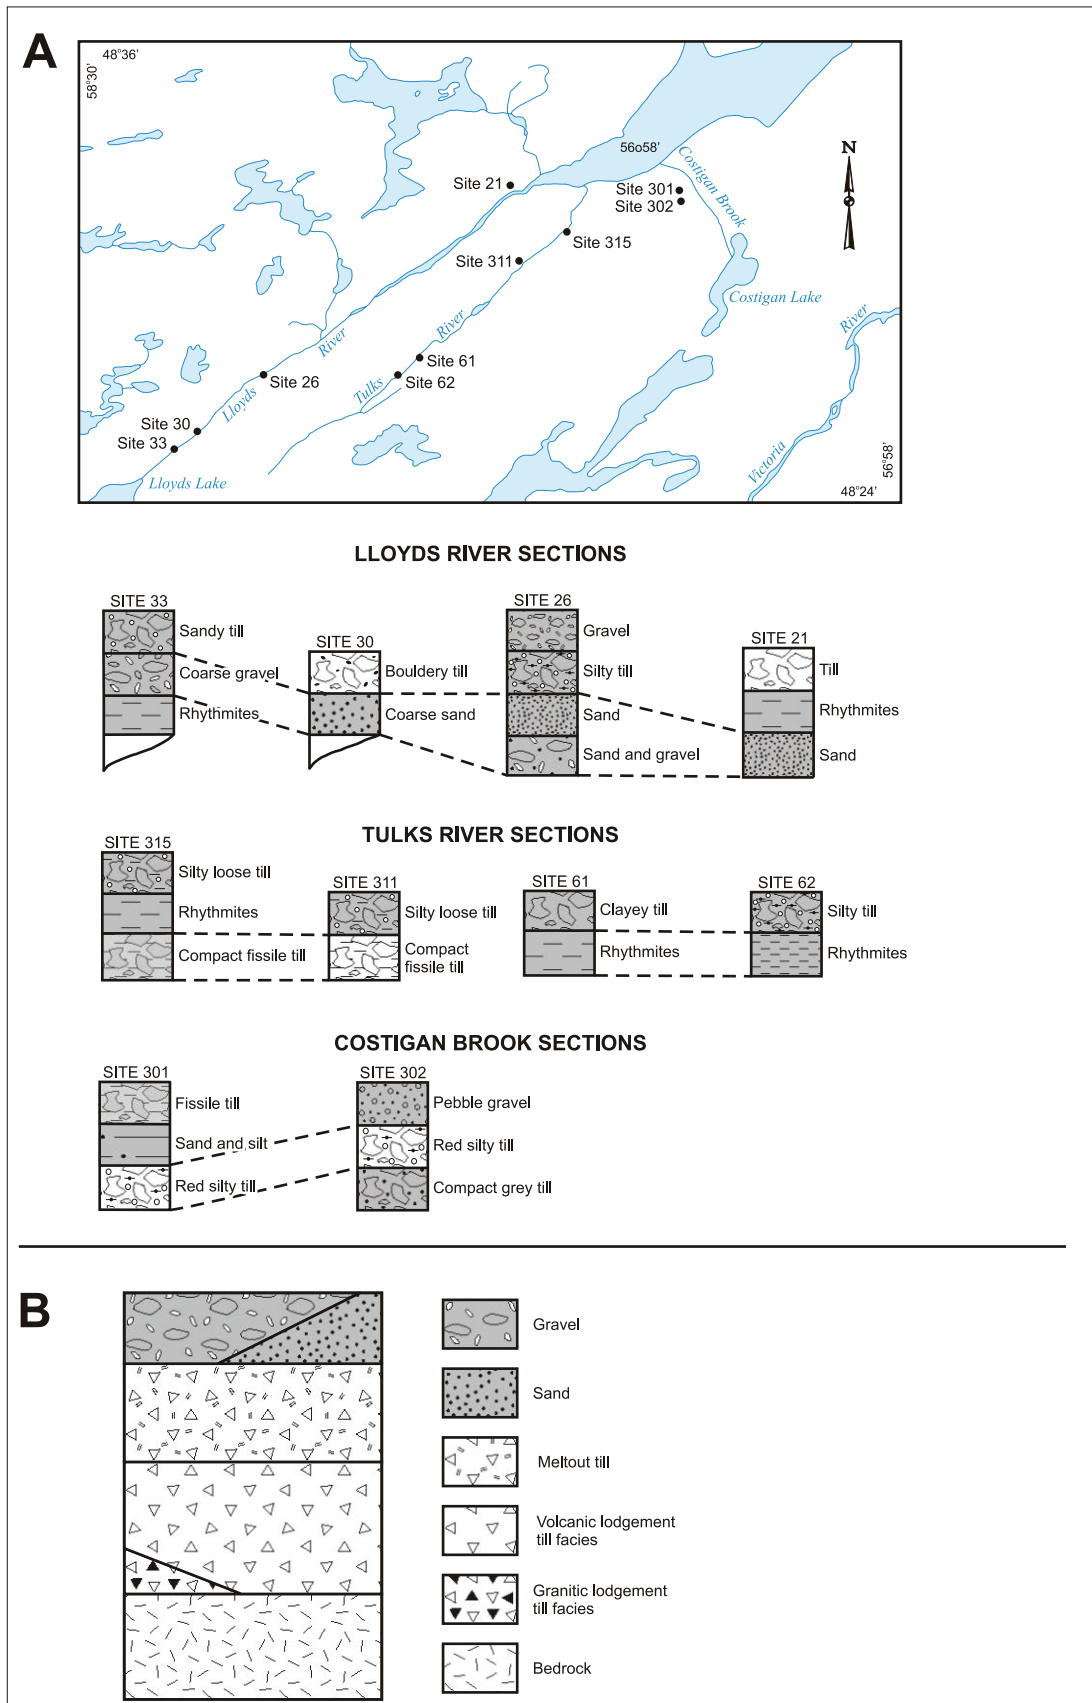 A
48°36'
58°30'
56o58'
N
Costigan Brook
Site 21
Site 301
Site 302
Site 315
Site 311
Costigan Lake
River
River
River
Site 61
Site 62
Site 26
Tulks
Lloyds
Site 30
Site 33
Lloyds Lake
Victoria
56°58'
48°24'
LLOYDS RIVER SECTIONS
SITE 33
Sandy till
Coarse gravel
Rhythmites
SITE 30
Bouldery till
Coarse sand
SITE 26
Gravel
Silty till
Sand
Sand and gravel
SITE 21
Till
Rhythmites
Sand
TULKS RIVER SECTIONS
SITE 315
Silty loose till
Rhythmites
Compact fissile till
SITE 311
Silty loose till
Compact
fissile till
SITE 61
Clayey till
Rhythmites
SITE 62
Silty till
Rhythmites
COSTIGAN BROOK SECTIONS
SITE 301
Fissile till
Sand and silt
Red silty till
SITE 302
Pebble gravel
Red silty till
Compact grey till
B
Gravel
Sand
Meltout till
Volcanic lodgement
till facies
Granitic lodgement
till facies
Bedrock